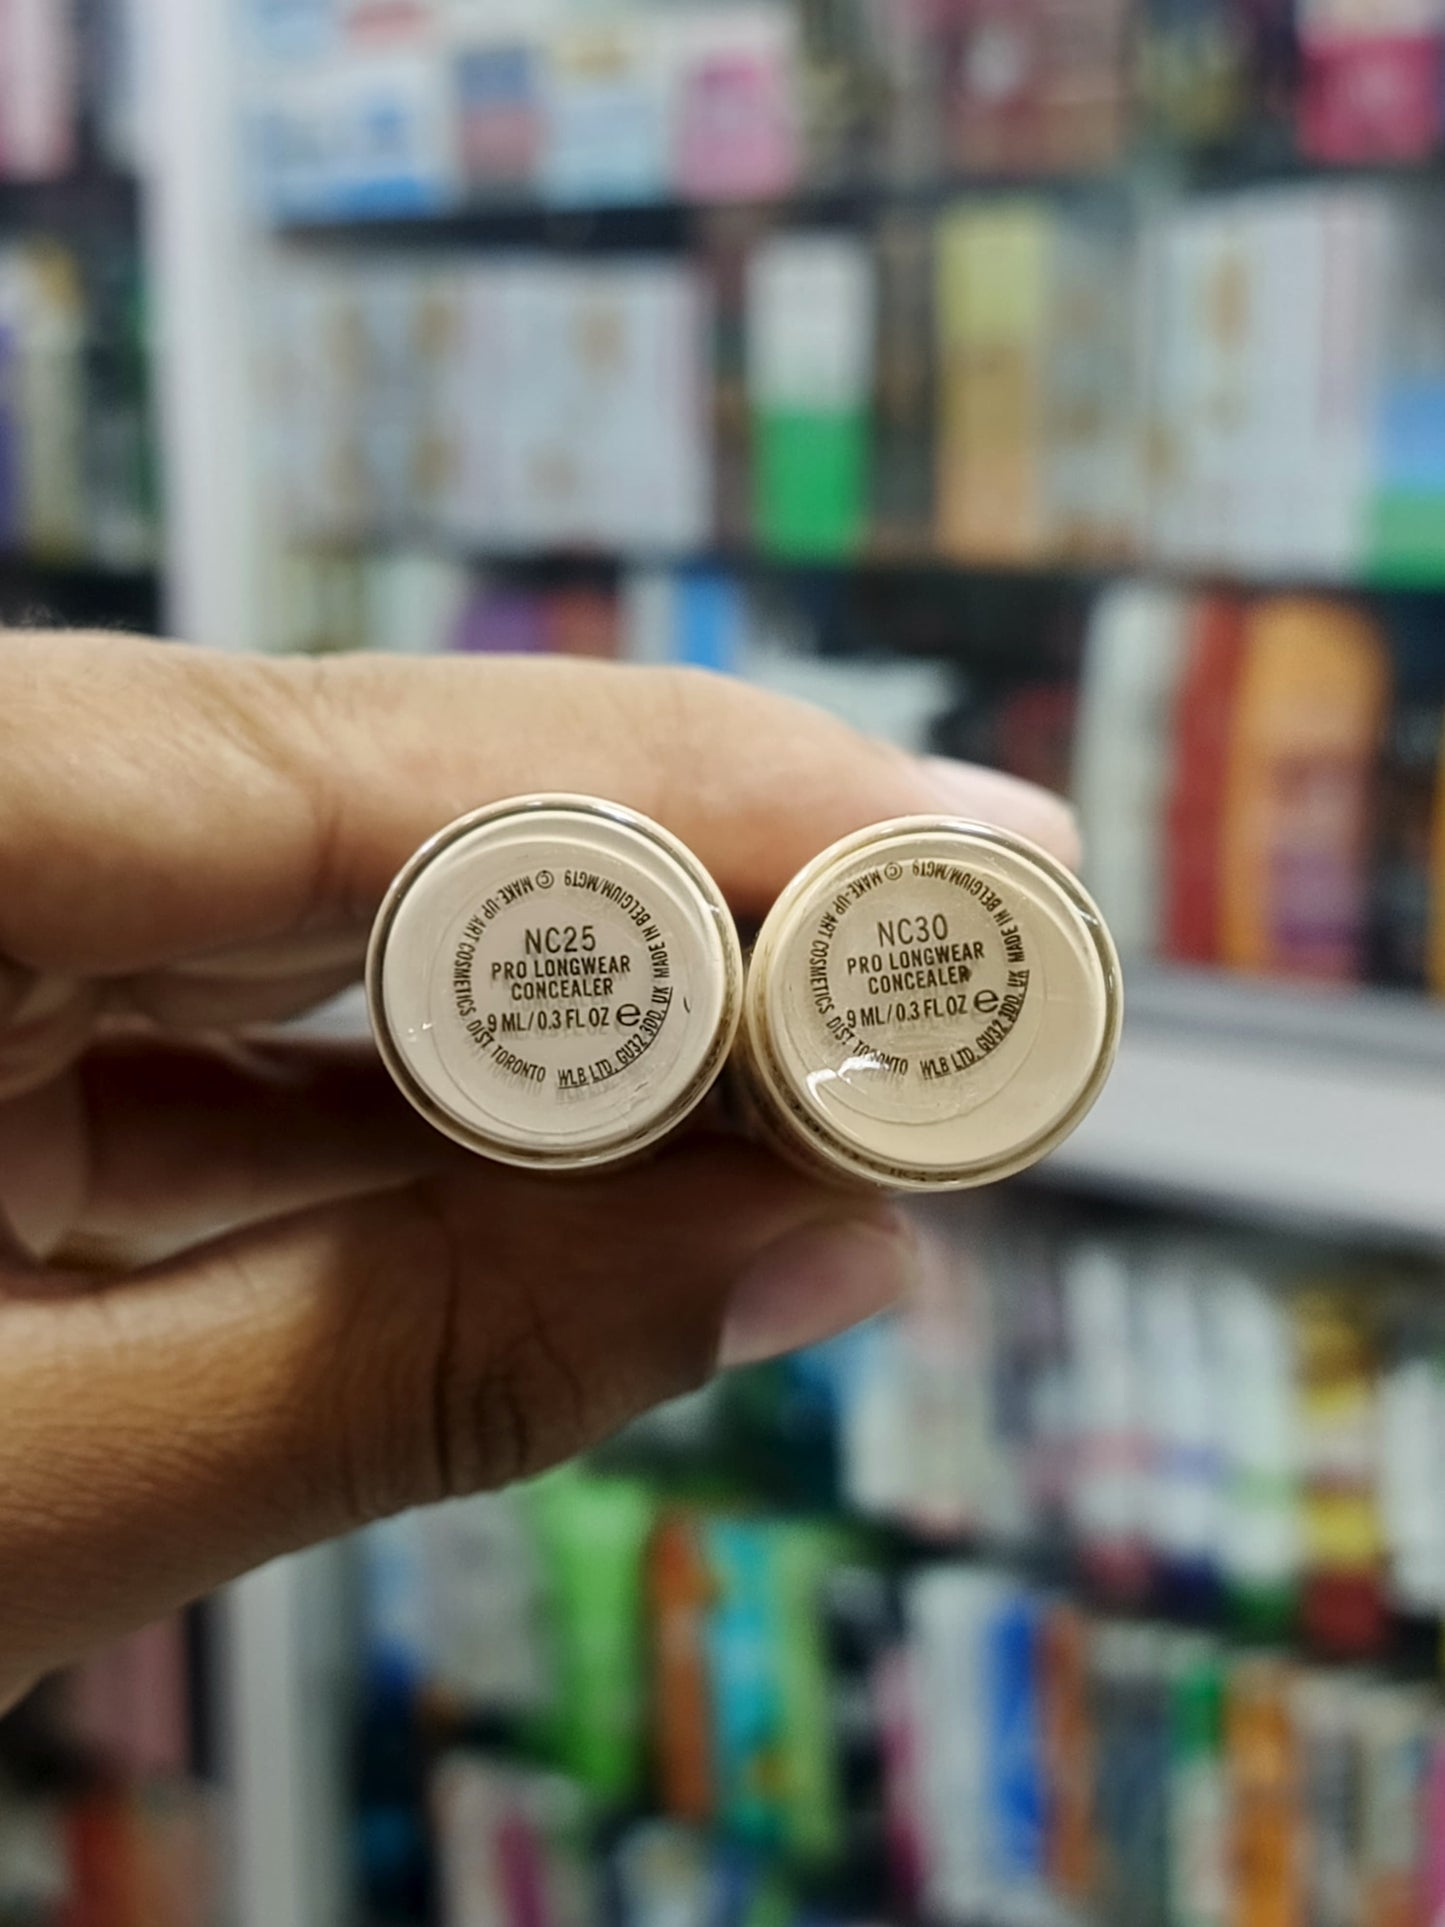 NC25
PRO LONGWEAR
CONCEALER
9 ML/0.3 FL OZ e
© MAKE-UP ART COSMETICS, DIST. TORONTO
WLB LTD, GU32 3DD, UK MADE IN BELGIUM/MGT9
NC30
PRO LONGWEAR
CONCEALER
9 ML/0.3 FL OZ e
© MAKE-UP ART COSMETICS, DIST. TORONTO
WLB LTD, GU32 3DD, UK MADE IN BELGIUM/MGT9